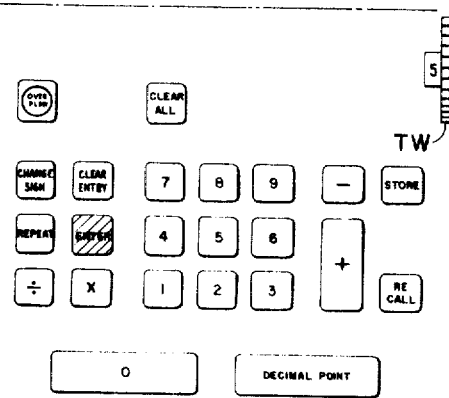 OVER
FLOW
CLEAR
ALL
5
TW
CHANGE
SIGN
CLEAR
ENTRY
7
8
9
−
STORE
REPEAT
ENTER
4
5
6
+
÷
X
1
2
3
RE
CALL
0
DECIMAL POINT